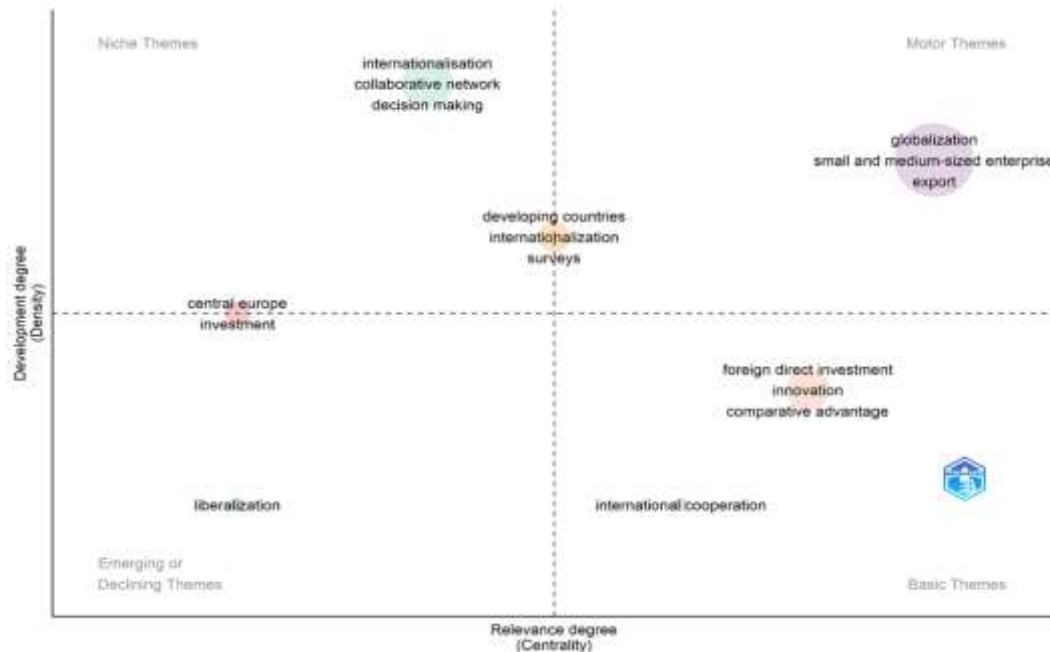 Niche Themes
Motor Themes
internationalisation
collaborative network
decision making
globalization
small and medium-sized enterprise
export
developing countries
internationalization
surveys
central europe
investment
Development degree
(Density)
foreign direct investment
innovation
comparative advantage
liberalization
international cooperation
Emerging or
Declining Themes
Basic Themes
Relevance degree
(Centrality)